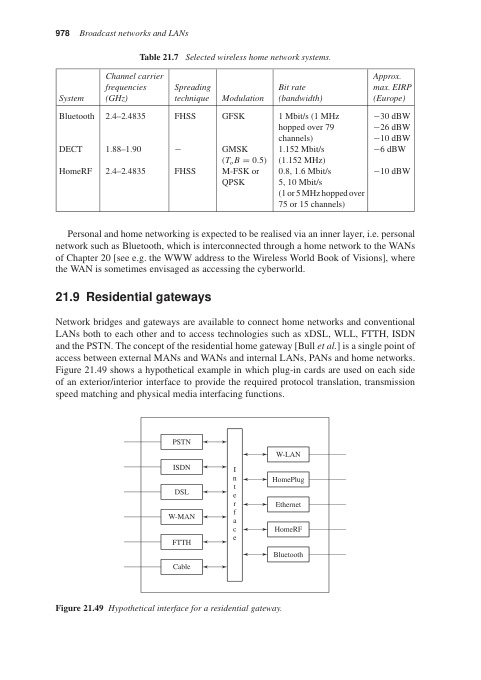 978 Broadcast networks and LANs
Table 21.7 Selected wireless home network systems.
System
Channel carrier
frequencies
(GHz)
Spreading
technique
Modulation
Bit rate
(bandwidth)
Approx.
max. EIRP
(Europe)
Bluetooth 2.4–2.4835 FHSS GFSK 1 Mbit/s (1 MHz −30 dBW
hopped over 79 −26 dBW
channels) −10 dBW
DECT 1.88–1.90 – GMSK 1.152 Mbit/s −6 dBW
(TₒB = 0.5) (1.152 MHz)
HomeRF 2.4–2.4835 FHSS M-FSK or 0.8, 1.6 Mbit/s −10 dBW
QPSK 5, 10 Mbit/s
(1 or 5 MHz hopped over
75 or 15 channels)
Personal and home networking is expected to be realised via an inner layer, i.e. personal
network such as Bluetooth, which is interconnected through a home network to the WANs
of Chapter 20 [see e.g. the WWW address to the Wireless World Book of Visions], where
the WAN is sometimes envisaged as accessing the cyberworld.
21.9 Residential gateways
Network bridges and gateways are available to connect home networks and conventional
LANs both to each other and to access technologies such as xDSL, WLL, FTTH, ISDN
and the PSTN. The concept of the residential home gateway [Bull et al.] is a single point of
access between external MANs and WANs and internal LANs, PANs and home networks.
Figure 21.49 shows a hypothetical example in which plug-in cards are used on each side
of an exterior/interior interface to provide the required protocol translation, transmission
speed matching and physical media interfacing functions.
PSTN
ISDN
DSL
W-MAN
FTTH
Cable
Interface
W-LAN
HomePlug
Ethernet
HomeRF
Bluetooth
Figure 21.49 Hypothetical interface for a residential gateway.